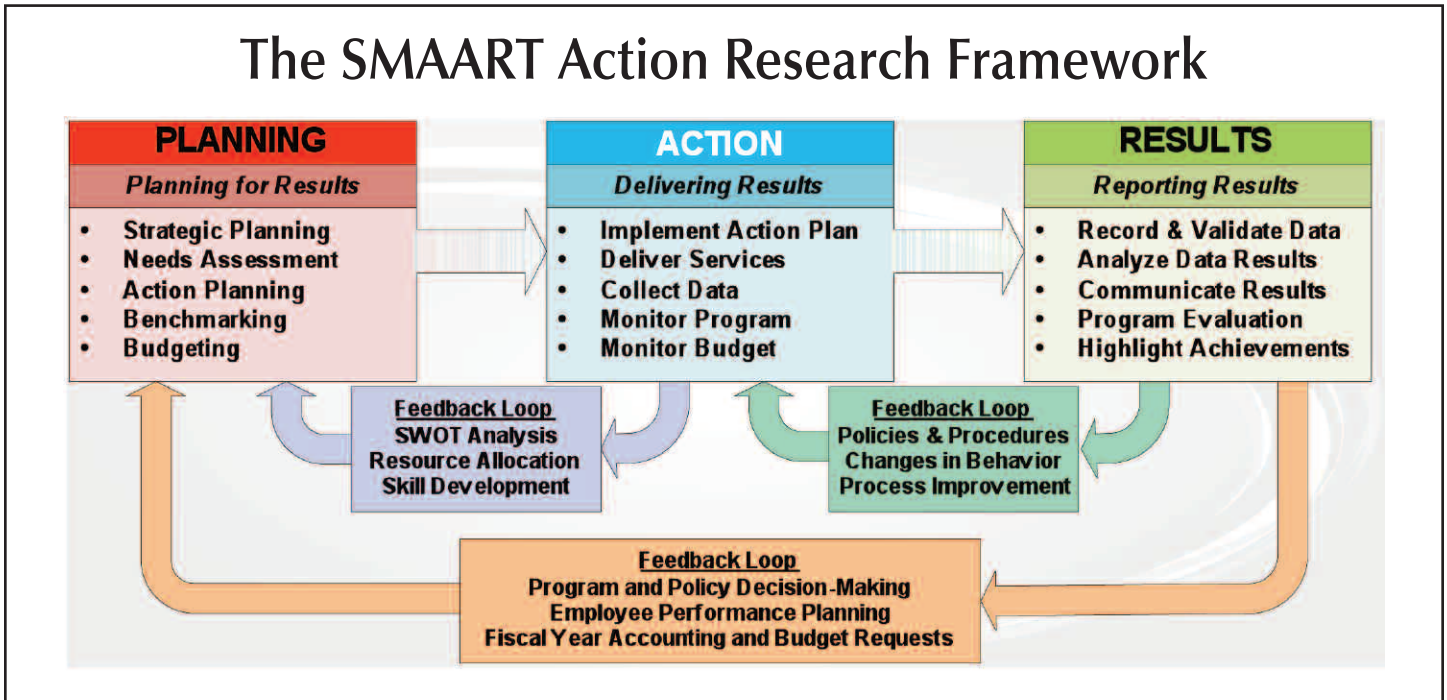 The SMAART Action Research Framework
PLANNING
Planning for Results
• Strategic Planning
• Needs Assessment
• Action Planning
• Benchmarking
• Budgeting
ACTION
Delivering Results
• Implement Action Plan
• Deliver Services
• Collect Data
• Monitor Program
• Monitor Budget
RESULTS
Reporting Results
• Record & Validate Data
• Analyze Data Results
• Communicate Results
• Program Evaluation
• Highlight Achievements
Feedback Loop
SWOT Analysis
Resource Allocation
Skill Development
Feedback Loop
Policies & Procedures
Changes in Behavior
Process Improvement
Feedback Loop
Program and Policy Decision-Making
Employee Performance Planning
Fiscal Year Accounting and Budget Requests